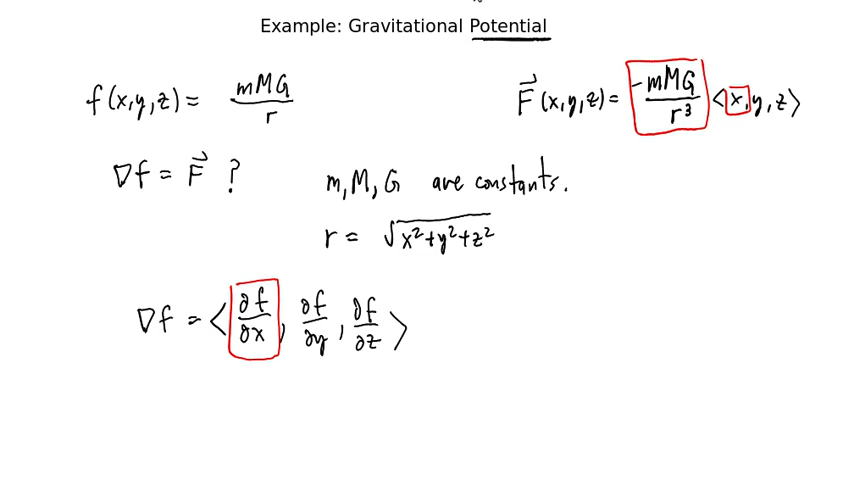 Example: Gravitational Potential
f(x,y,z) = mMG/r
F⃗(x,y,z) = -mMG/r³ <x,y,z>
∇f = F⃗ ?
m, M, G are constants.
r = √(x²+y²+z²)
∇f = <∂f/∂x, ∂f/∂y, ∂f/∂z>